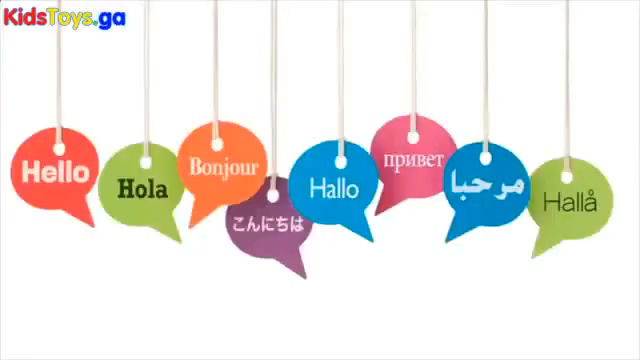 KidsToys.ga
Hello
Hola
Bonjour
こんにちは
Hallo
привет
مرحبا
Hallå